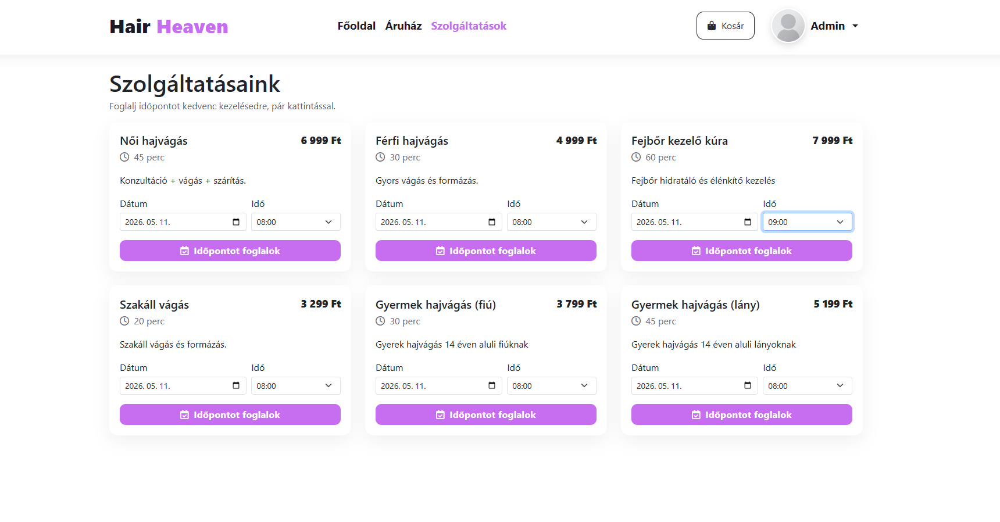 Hair Heaven
Főoldal Áruház Szolgáltatások
Kosár
Admin
Szolgáltatásaink
Foglalj időpontot kedvenc kezelésedre, pár kattintással.
Női hajvágás 6 999 Ft
45 perc
Konzultáció + vágás + szárítás.
Dátum Idő
2026. 05. 11. 08:00
Időpontot foglalok
Férfi hajvágás 4 999 Ft
30 perc
Gyors vágás és formázás.
Dátum Idő
2026. 05. 11. 08:00
Időpontot foglalok
Fejbőr kezelő kúra 7 999 Ft
60 perc
Fejbőr hidratáló és élénkítő kezelés
Dátum Idő
2026. 05. 11. 09:00
Időpontot foglalok
Szakáll vágás 3 299 Ft
20 perc
Szakáll vágás és formázás.
Dátum Idő
2026. 05. 11. 08:00
Időpontot foglalok
Gyermek hajvágás (fiú) 3 799 Ft
30 perc
Gyerek hajvágás 14 éven aluli fiúknak
Dátum Idő
2026. 05. 11. 08:00
Időpontot foglalok
Gyermek hajvágás (lány) 5 199 Ft
45 perc
Gyerek hajvágás 14 éven aluli lányoknak
Dátum Idő
2026. 05. 11. 08:00
Időpontot foglalok